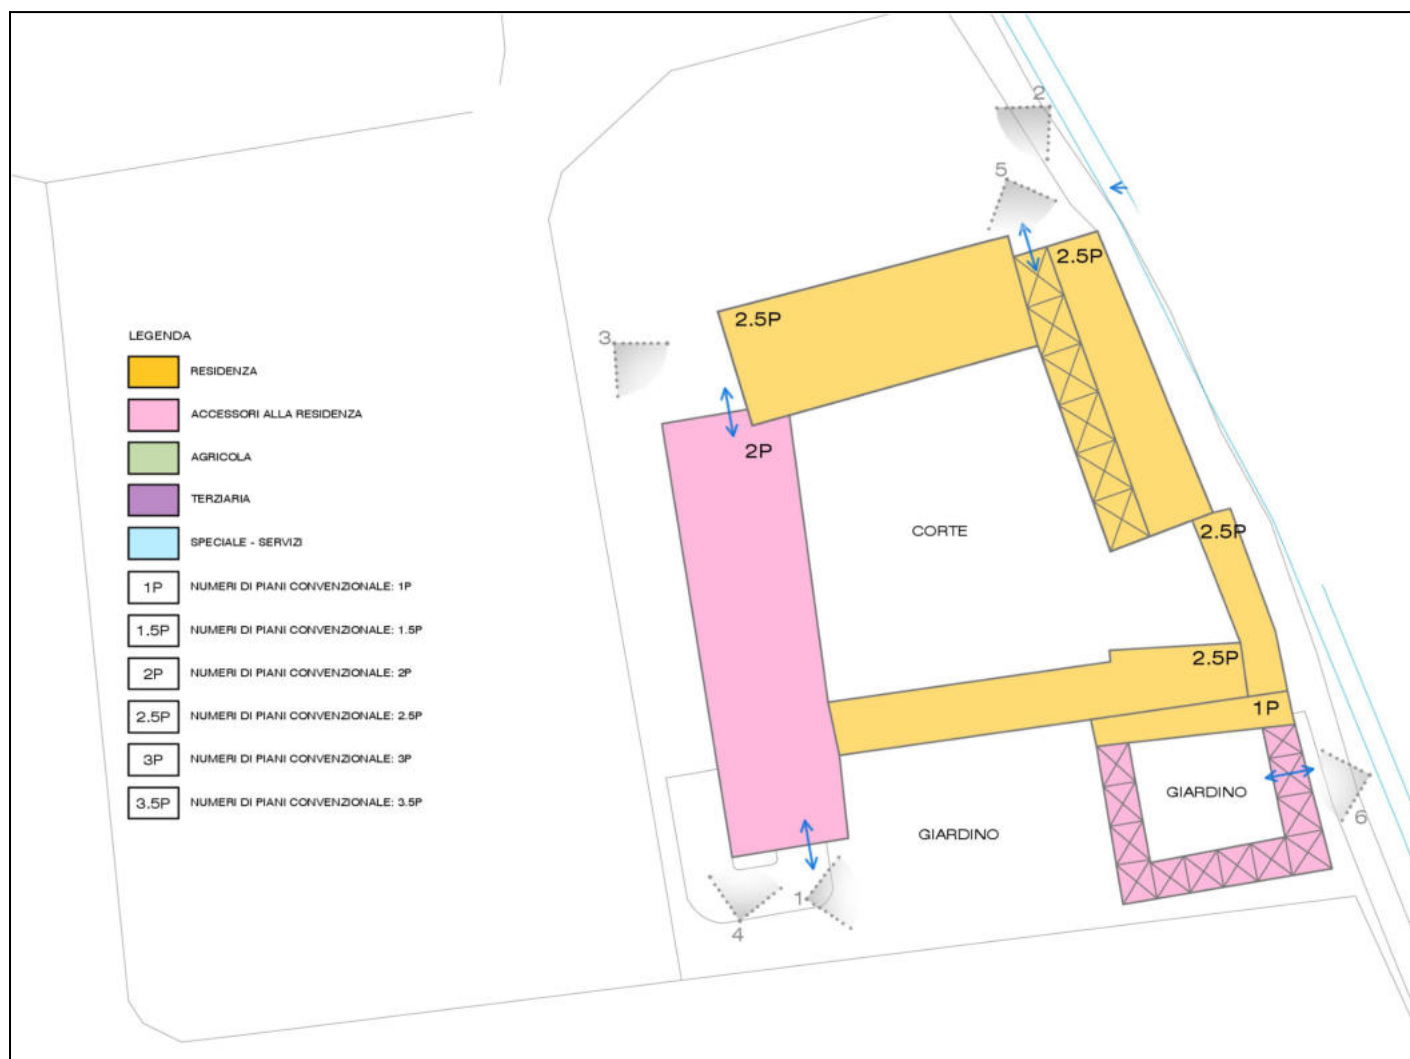 2
5
2.5P
2.5P
3
2P
LEGENDA
RESIDENZA
ACCESSORI ALLA RESIDENZA
AGRICOLA
TERZIARIA
SPECIALE - SERVIZI
1P NUMERI DI PIANI CONVENZIONALE: 1P
1.5P NUMERI DI PIANI CONVENZIONALE: 1.5P
2P NUMERI DI PIANI CONVENZIONALE: 2P
2.5P NUMERI DI PIANI CONVENZIONALE: 2.5P
3P NUMERI DI PIANI CONVENZIONALE: 3P
3.5P NUMERI DI PIANI CONVENZIONALE: 3.5P
CORTE
2.5P
2.5P
1P
GIARDINO
GIARDINO
6
1
4